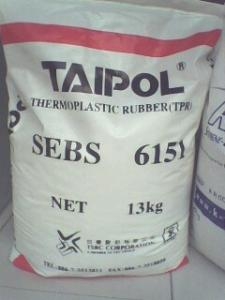 TAIPOL®
THERMOPLASTIC RUBBER(TPR)
SEBS 6151
NET 13kg
TSRC CORPORATION